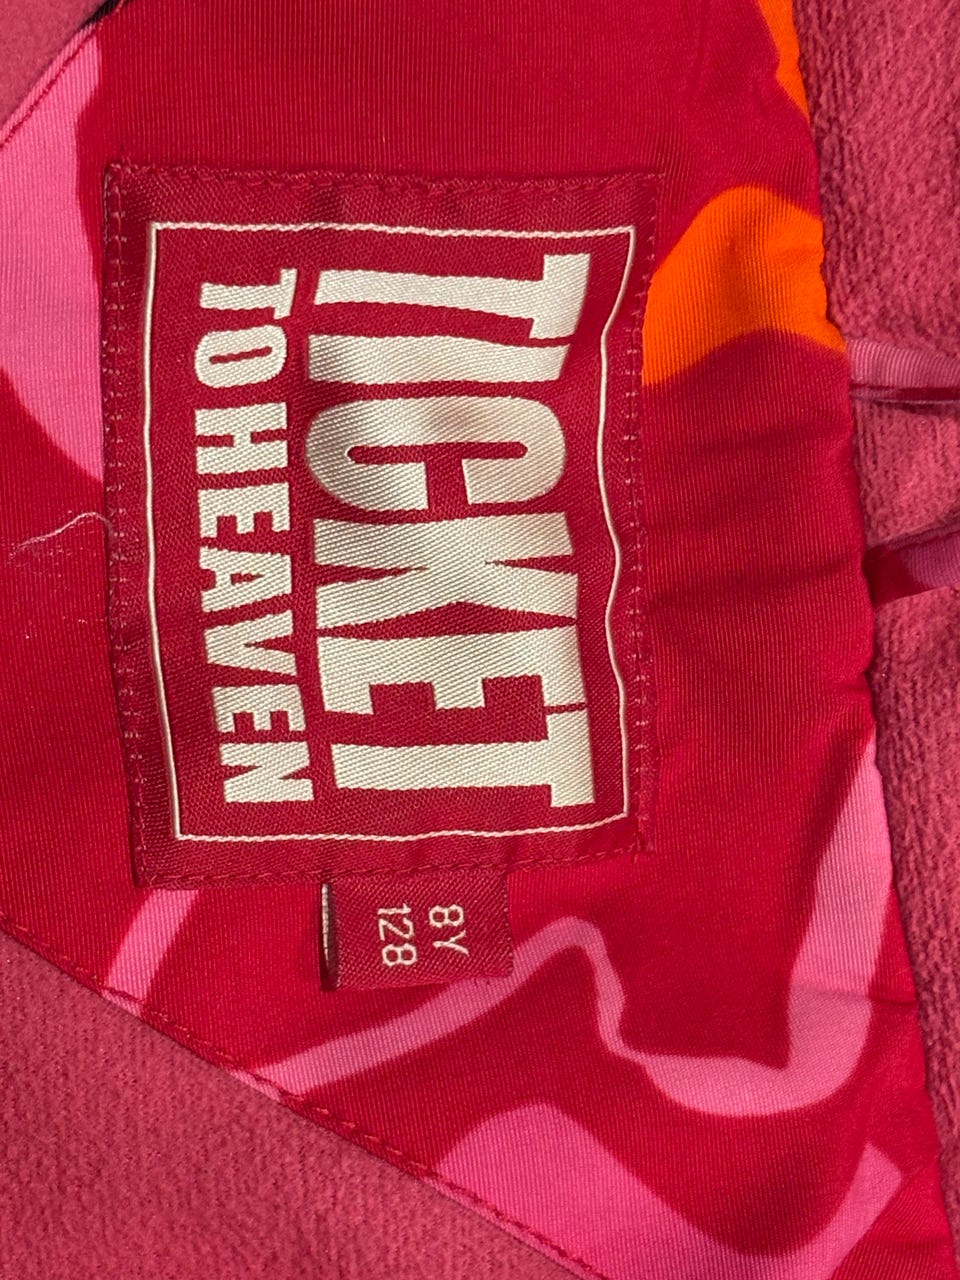 TICKET
TO HEAVEN
8Y
128